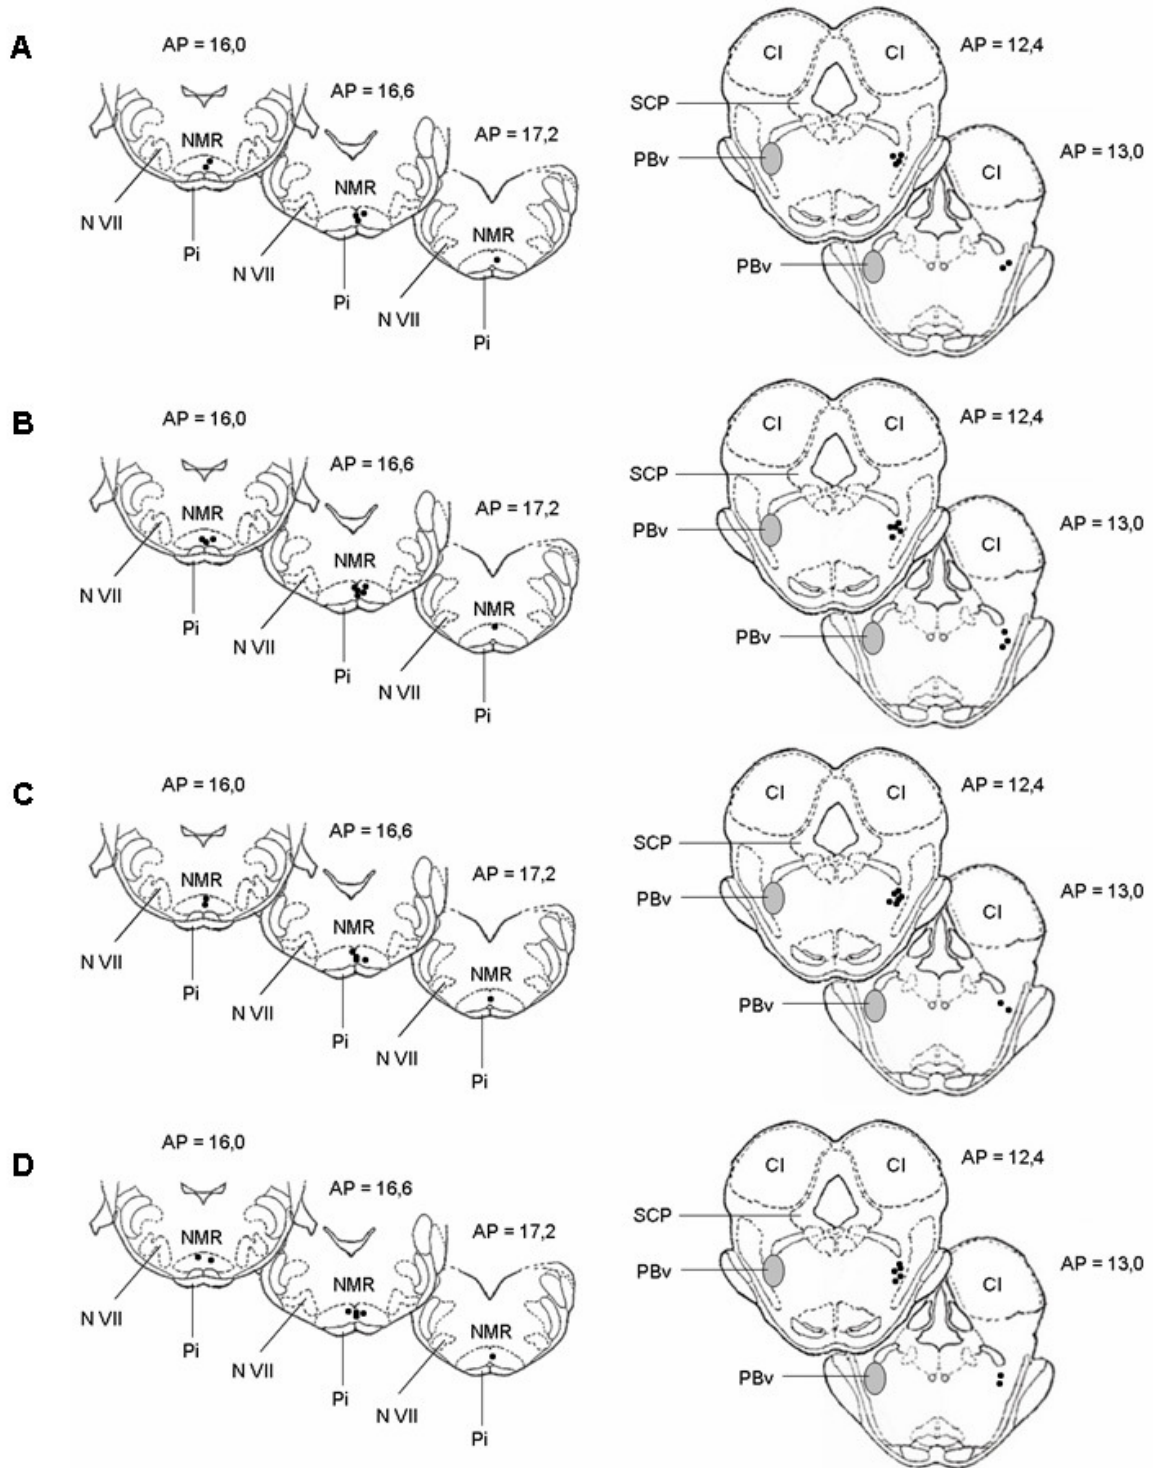 A
AP = 16,0
AP = 16,6
AP = 17,2
NMR
NMR
NMR
N VII
Pi
N VII
Pi
N VII
Pi
CI
CI
AP = 12,4
SCP
PBv
CI
AP = 13,0
PBv
B
AP = 16,0
AP = 16,6
AP = 17,2
NMR
NMR
NMR
N VII
Pi
N VII
Pi
N VII
Pi
CI
CI
AP = 12,4
SCP
PBv
CI
AP = 13,0
PBv
C
AP = 16,0
AP = 16,6
AP = 17,2
NMR
NMR
NMR
N VII
Pi
N VII
Pi
N VII
Pi
CI
CI
AP = 12,4
SCP
PBv
CI
AP = 13,0
PBv
D
AP = 16,0
AP = 16,6
AP = 17,2
NMR
NMR
NMR
N VII
Pi
N VII
Pi
N VII
Pi
CI
CI
AP = 12,4
SCP
PBv
CI
AP = 13,0
PBv